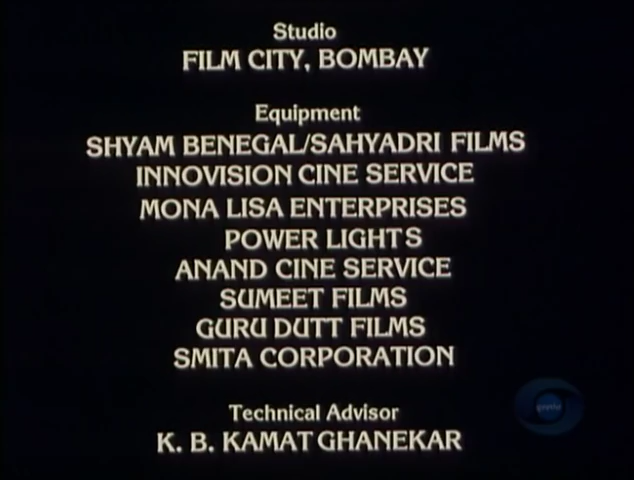 Studio
FILM CITY, BOMBAY
Equipment
SHYAM BENEGAL/SAHYADRI FILMS
INNOVISION CINE SERVICE
MONA LISA ENTERPRISES
POWER LIGHTS
ANAND CINE SERVICE
SUMEET FILMS
GURU DUTT FILMS
SMITA CORPORATION
Technical Advisor
K. B. KAMAT GHANEKAR